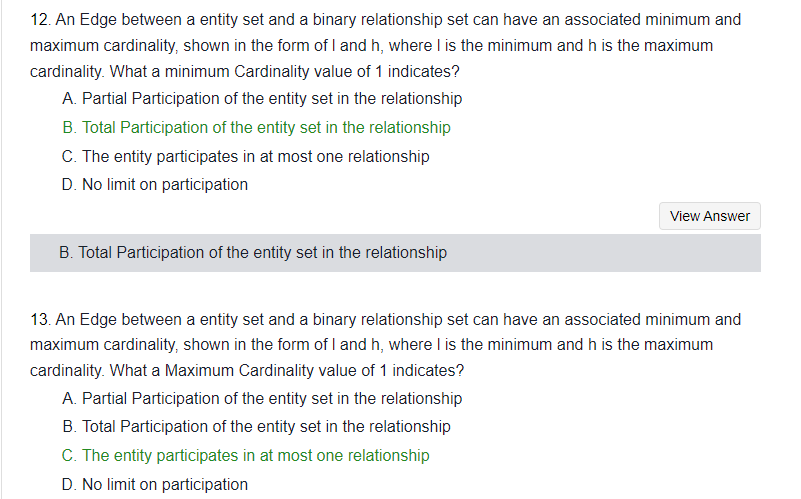 12. An Edge between a entity set and a binary relationship set can have an associated minimum and
maximum cardinality, shown in the form of l and h, where l is the minimum and h is the maximum
cardinality. What a minimum Cardinality value of 1 indicates?
A. Partial Participation of the entity set in the relationship
B. Total Participation of the entity set in the relationship
C. The entity participates in at most one relationship
D. No limit on participation
View Answer
B. Total Participation of the entity set in the relationship
13. An Edge between a entity set and a binary relationship set can have an associated minimum and
maximum cardinality, shown in the form of l and h, where l is the minimum and h is the maximum
cardinality. What a Maximum Cardinality value of 1 indicates?
A. Partial Participation of the entity set in the relationship
B. Total Participation of the entity set in the relationship
C. The entity participates in at most one relationship
D. No limit on participation